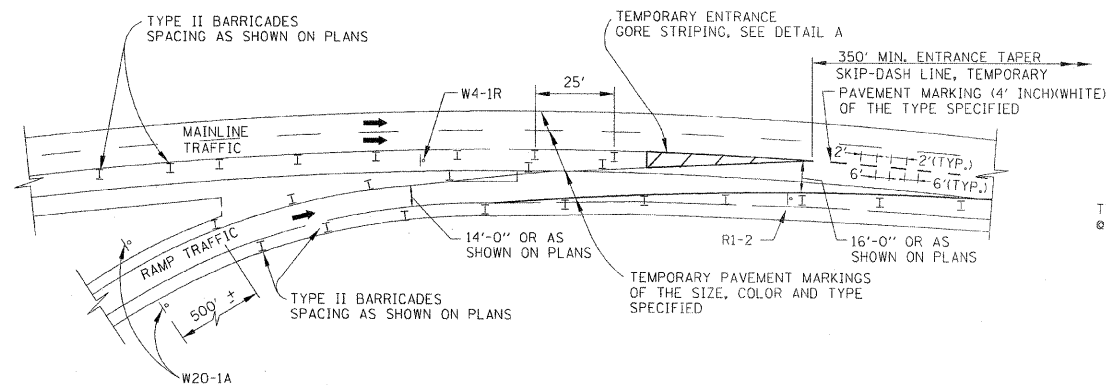 TYPE II BARRICADES
SPACING AS SHOWN ON PLANS
TEMPORARY ENTRANCE
GORE STRIPING, SEE DETAIL A
350' MIN. ENTRANCE TAPER
SKIP-DASH LINE, TEMPORARY
PAVEMENT MARKING (4' INCH)(WHITE)
OF THE TYPE SPECIFIED
W4-1R
25'
MAINLINE
TRAFFIC
2'
2'(TYP.)
6'
6'(TYP.)
T
©
RAMP TRAFFIC
14'-0" OR AS
SHOWN ON PLANS
R1-2
16'-0" OR AS
SHOWN ON PLANS
500' ±
TYPE II BARRICADES
SPACING AS SHOWN ON PLANS
TEMPORARY PAVEMENT MARKINGS
OF THE SIZE, COLOR AND TYPE
SPECIFIED
W20-1A